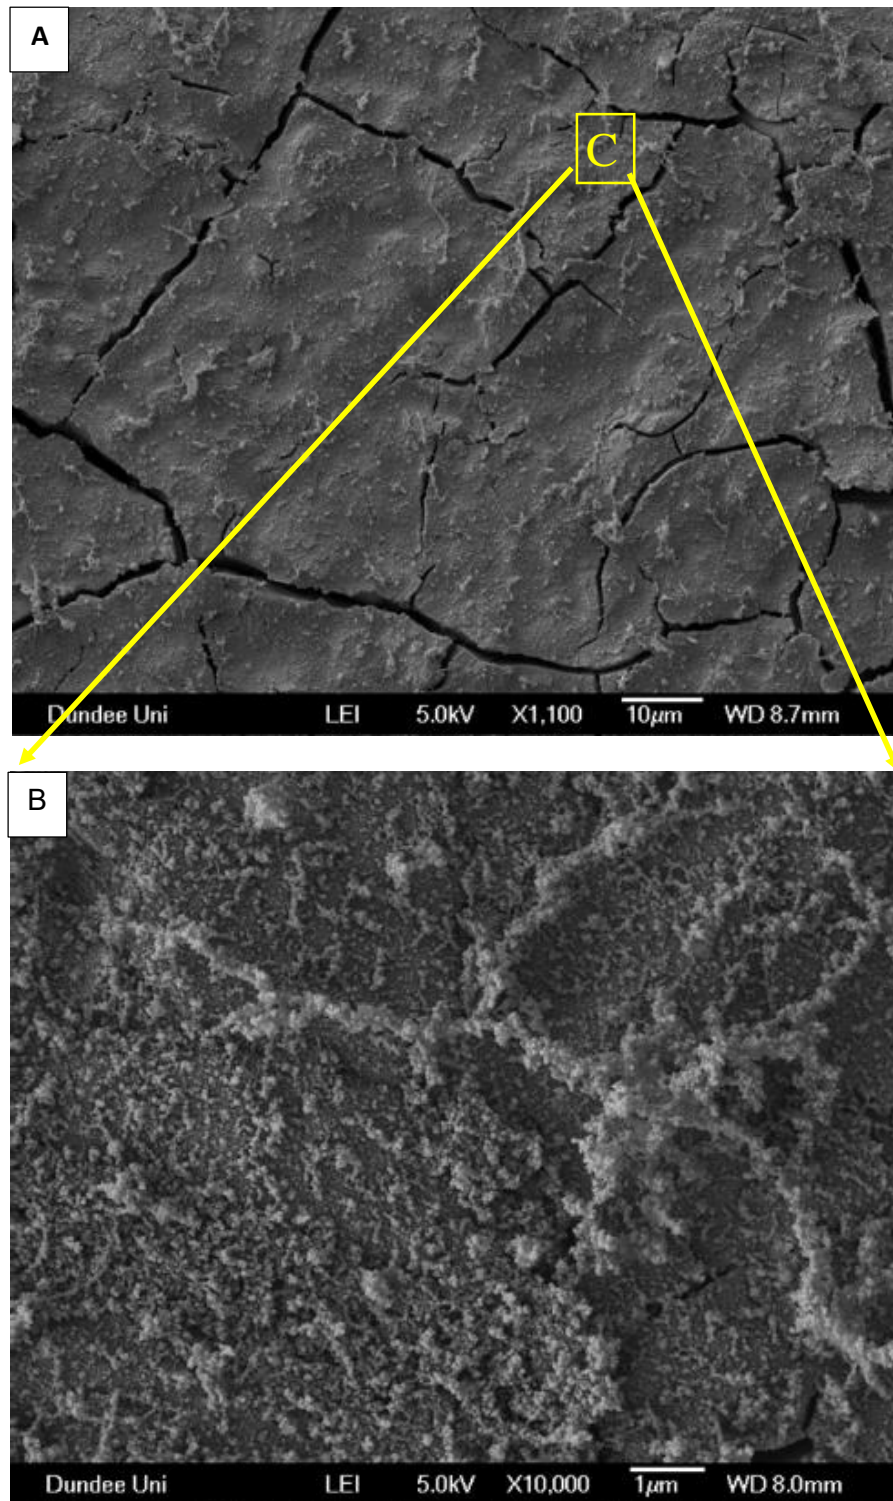 A
C
Dundee Uni LEI 5.0kV X1,100 10µm WD 8.7mm
B
Dundee Uni LEI 5.0kV X10,000 1µm WD 8.0mm